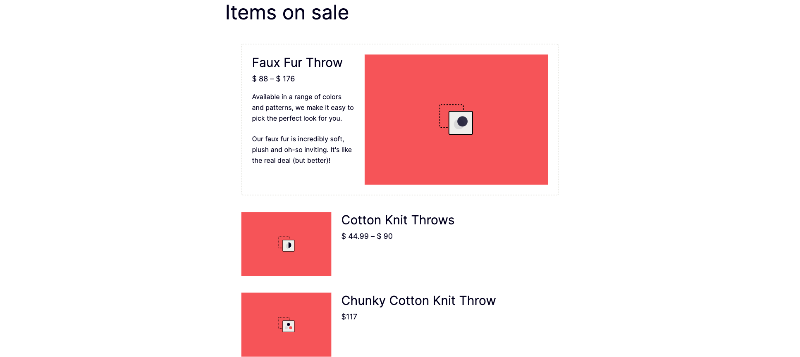 Items on sale
Faux Fur Throw
$ 88 – $ 176
Available in a range of colors
and patterns, we make it easy to
pick the perfect look for you.
Our faux fur is incredibly soft,
plush and oh-so inviting. It's like
the real deal (but better)!
Cotton Knit Throws
$ 44.99 – $ 90
Chunky Cotton Knit Throw
$117